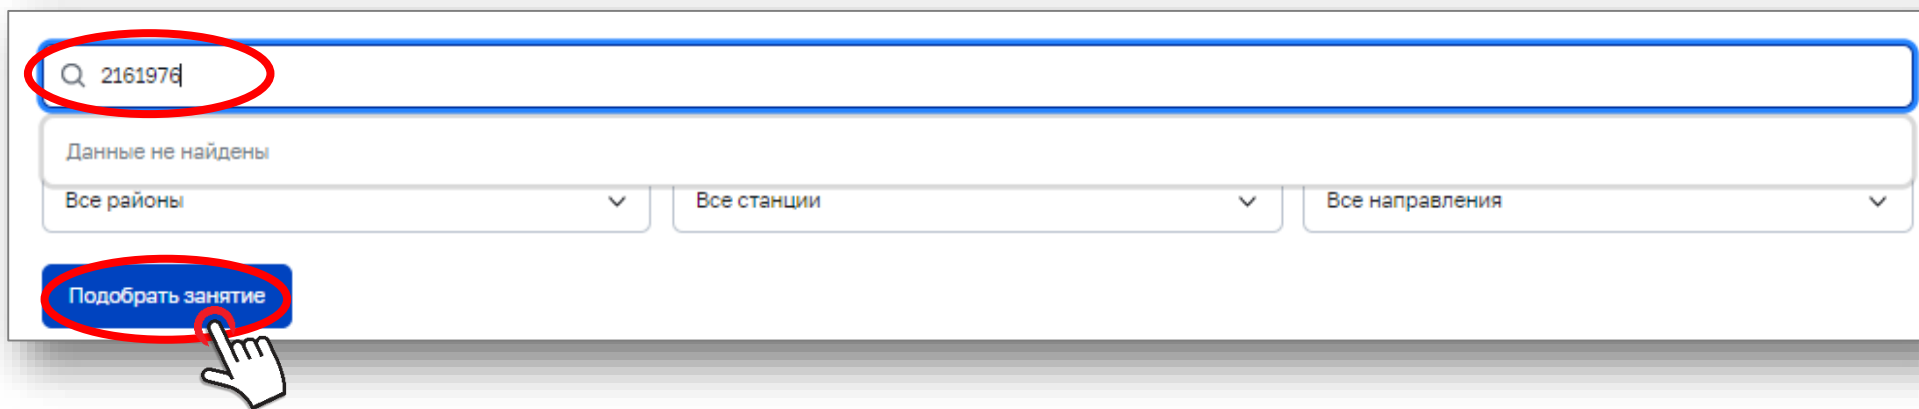 2161976
Данные не найдены
Все районы
Все станции
Все направления
Подобрать занятие